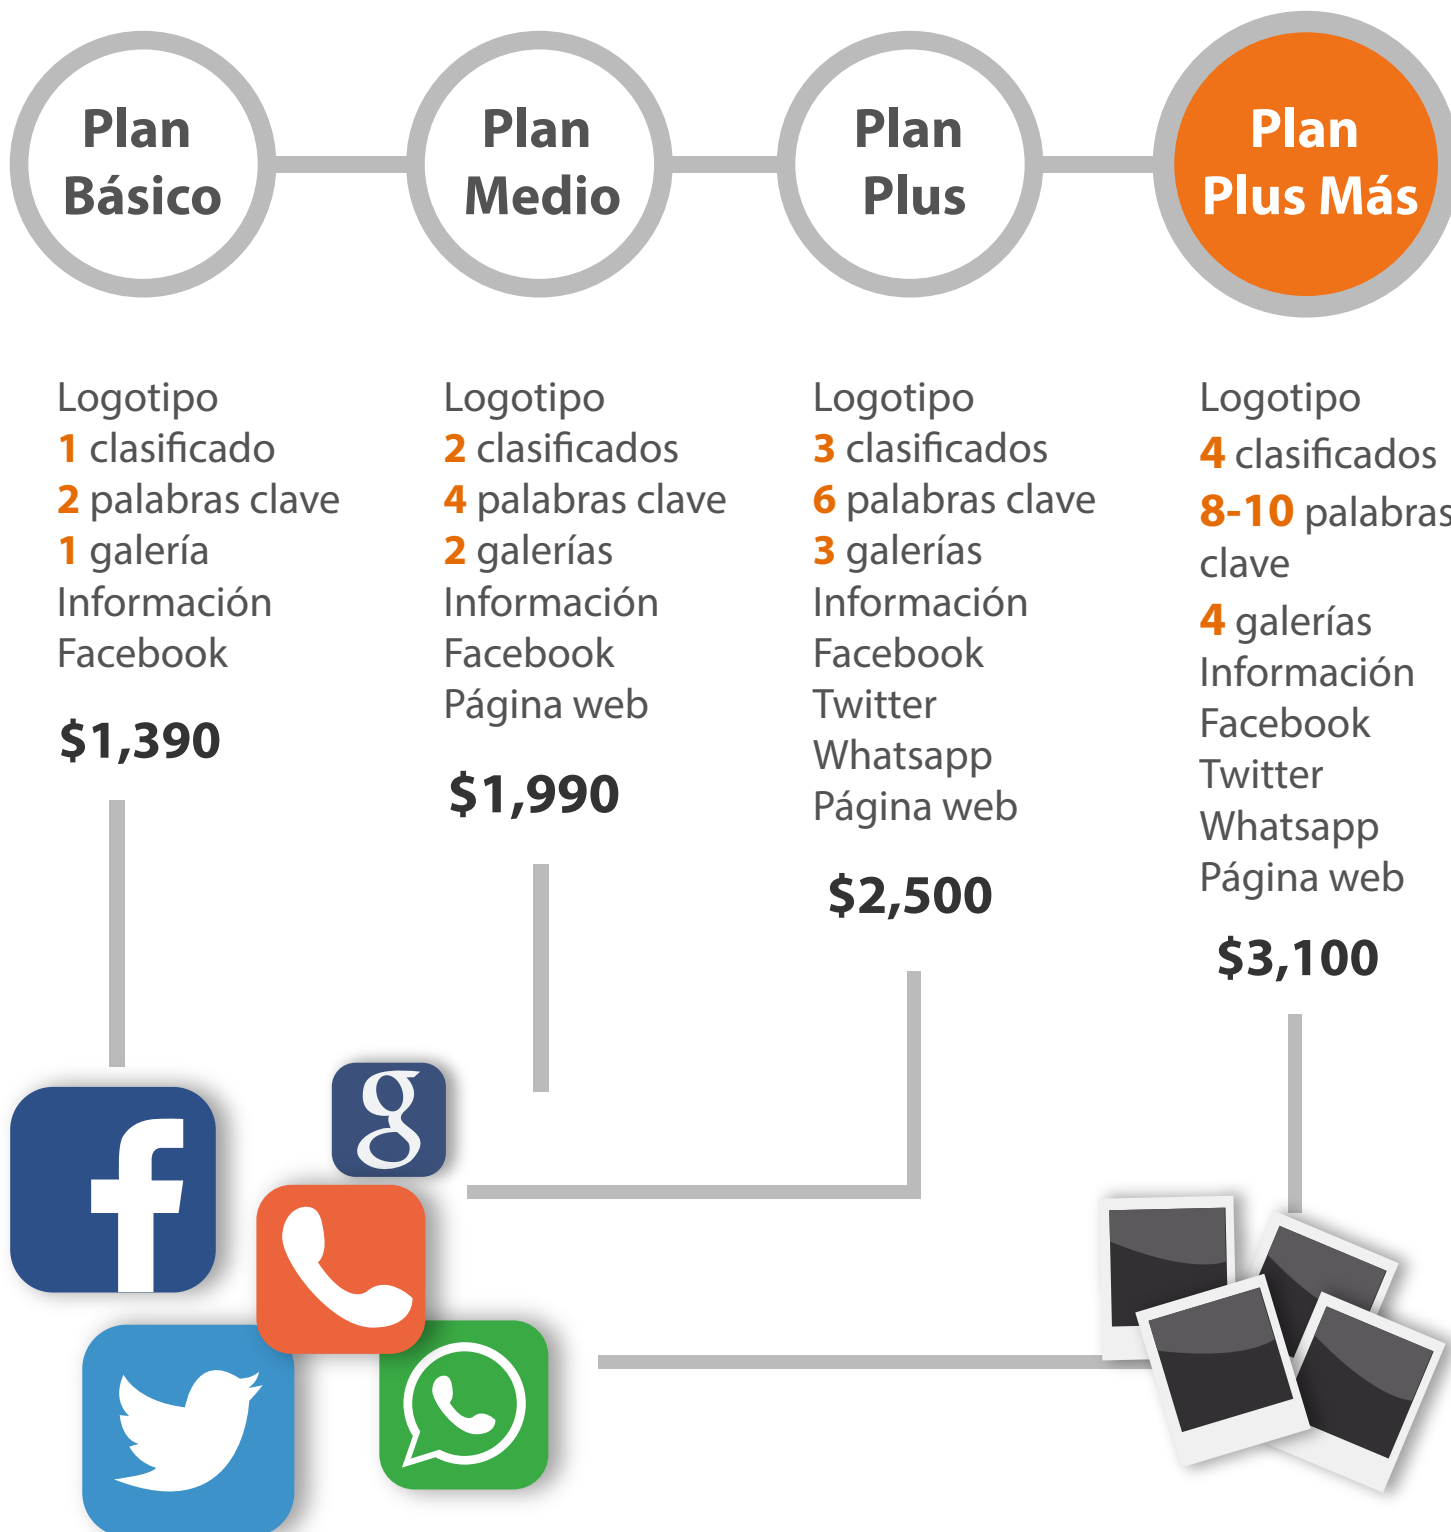 Plan
Básico
Plan
Medio
Plan
Plus
Plan
Plus Más
Logotipo
1 clasificado
2 palabras clave
1 galería
Información
Facebook
$1,390
Logotipo
2 clasificados
4 palabras clave
2 galerías
Información
Facebook
Página web
$1,990
Logotipo
3 clasificados
6 palabras clave
3 galerías
Información
Facebook
Twitter
Whatsapp
Página web
$2,500
Logotipo
4 clasificados
8-10 palabras
clave
4 galerías
Información
Facebook
Twitter
Whatsapp
Página web
$3,100
f
g